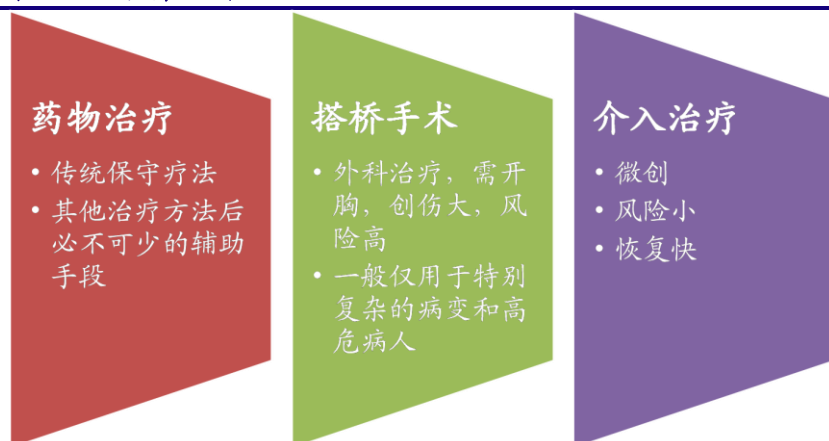 药物治疗
• 传统保守疗法
• 其他治疗方法后
必不可少的辅助
手段
搭桥手术
• 外科治疗，需开
胸，创伤大，风
险高
• 一般仅用于特别
复杂的病变和高
危病人
介入治疗
• 微创
• 风险小
• 恢复快